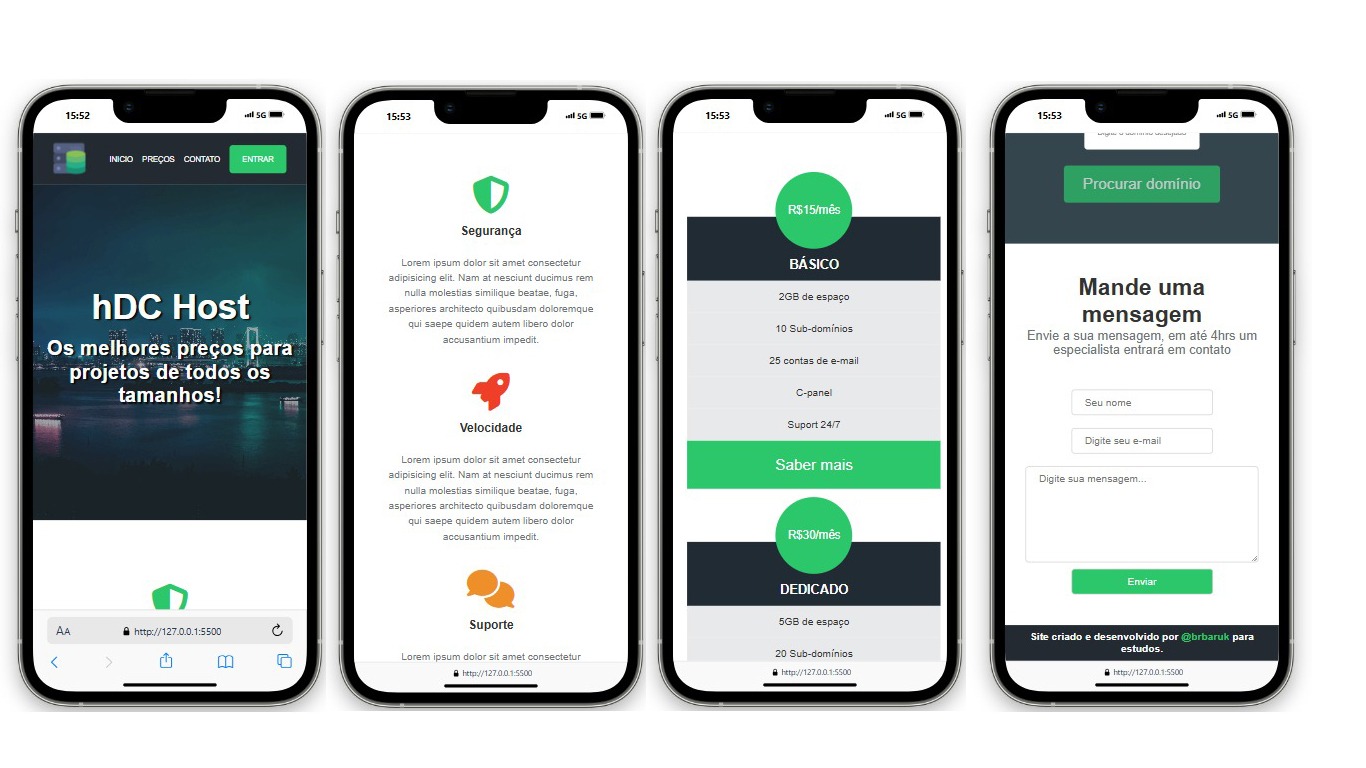 15:52
5G
INICIO PREÇOS CONTATO ENTRAR
hDC Host
Os melhores preços para
projetos de todos os
tamanhos!
AA http://127.0.0.1:5500
15:53
5G
Segurança
Lorem ipsum dolor sit amet consectetur
adipisicing elit. Nam at nesciunt ducimus rem
nulla molestias similique beatae, fuga,
asperiores architecto quibusdam doloremque
qui saepe quidem autem libero dolor
accusantium impedit.
Velocidade
Lorem ipsum dolor sit amet consectetur
adipisicing elit. Nam at nesciunt ducimus rem
nulla molestias similique beatae, fuga,
asperiores architecto quibusdam doloremque
qui saepe quidem autem libero dolor
accusantium impedit.
Suporte
Lorem ipsum dolor sit amet consectetur
http://127.0.0.1:5500
15:53
5G
R$15/mês
BÁSICO
2GB de espaço
10 Sub-domínios
25 contas de e-mail
C-panel
Suport 24/7
Saber mais
R$30/mês
DEDICADO
5GB de espaço
20 Sub-domínios
http://127.0.0.1:5500
15:53
5G
Digite o domínio desejado
Procurar domínio
Mande uma
mensagem
Envie a sua mensagem, em até 4hrs um
especialista entrará em contato
Seu nome
Digite seu e-mail
Digite sua mensagem...
Enviar
Site criado e desenvolvido por @brbaruk para
estudos.
http://127.0.0.1:5500